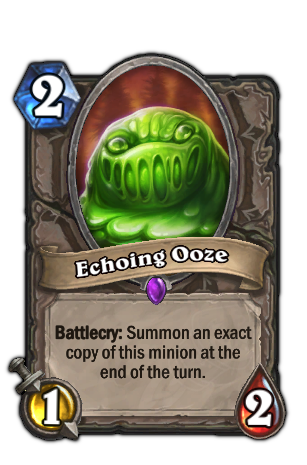 2
Echoing Ooze
Battlecry: Summon an exact
copy of this minion at the
end of the turn.
1
2